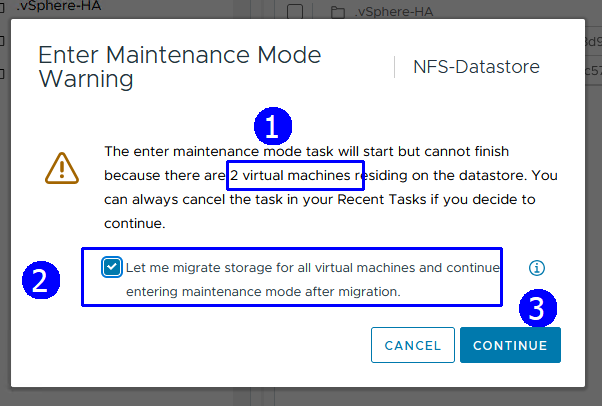 .vSphere-HA
.vSphere-HA
Enter Maintenance Mode
Warning
NFS-Datastore
1
The enter maintenance mode task will start but cannot finish
because there are 2 virtual machines residing on the datastore. You
can always cancel the task in your Recent Tasks if you decide to
continue.
2
Let me migrate storage for all virtual machines and continue
entering maintenance mode after migration.
3
CANCEL
CONTINUE